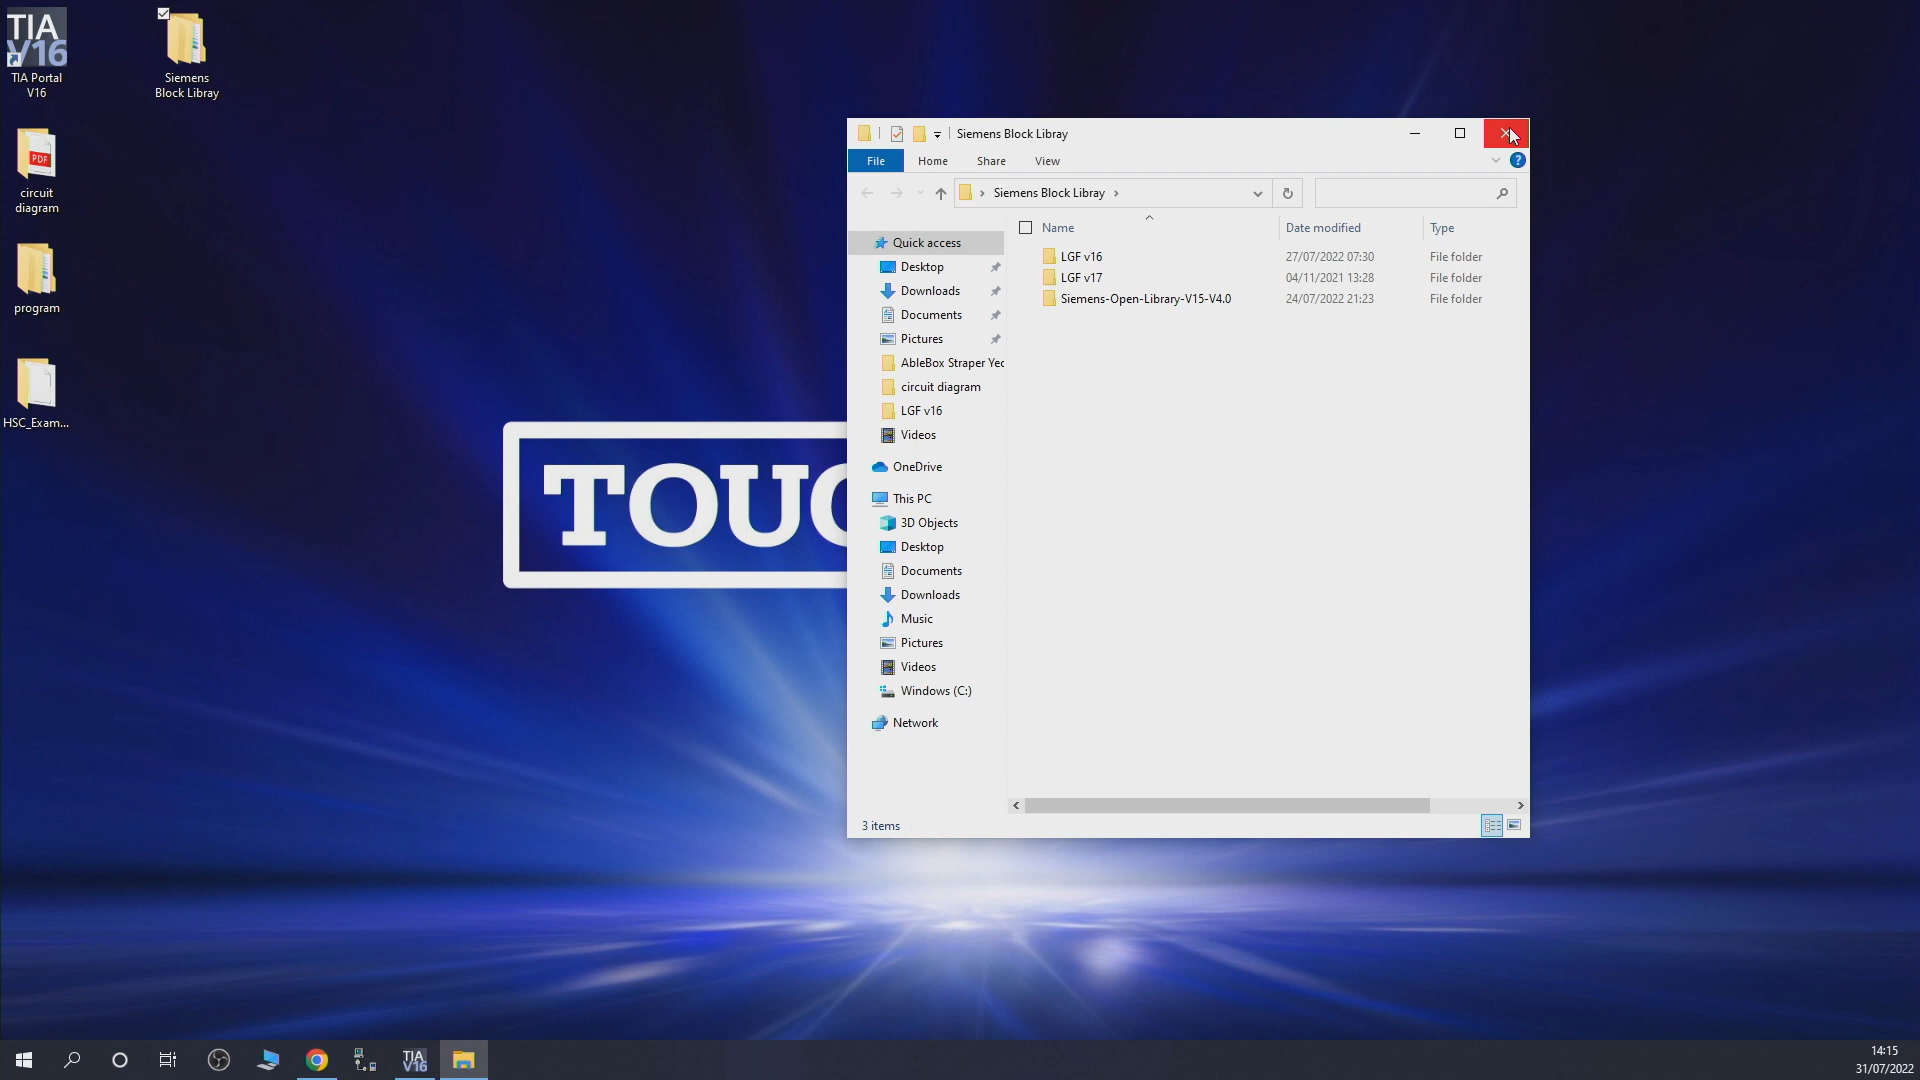 TIA
V16
TIA Portal
V16
Siemens
Block Libray
PDF
circuit
diagram
program
HSC_Exam...
TOUC
Siemens Block Libray
File
Home
Share
View
Siemens Block Libray
Name
Date modified
Type
LGF v16
27/07/2022 07:30
File folder
LGF v17
04/11/2021 13:28
File folder
Siemens-Open-Library-V15-V4.0
24/07/2022 21:23
File folder
Quick access
Desktop
Downloads
Documents
Pictures
AbleBox Straper Yec
circuit diagram
LGF v16
Videos
OneDrive
This PC
3D Objects
Desktop
Documents
Downloads
Music
Pictures
Videos
Windows (C:)
Network
3 items
TIA
V16
14:15
31/07/2022